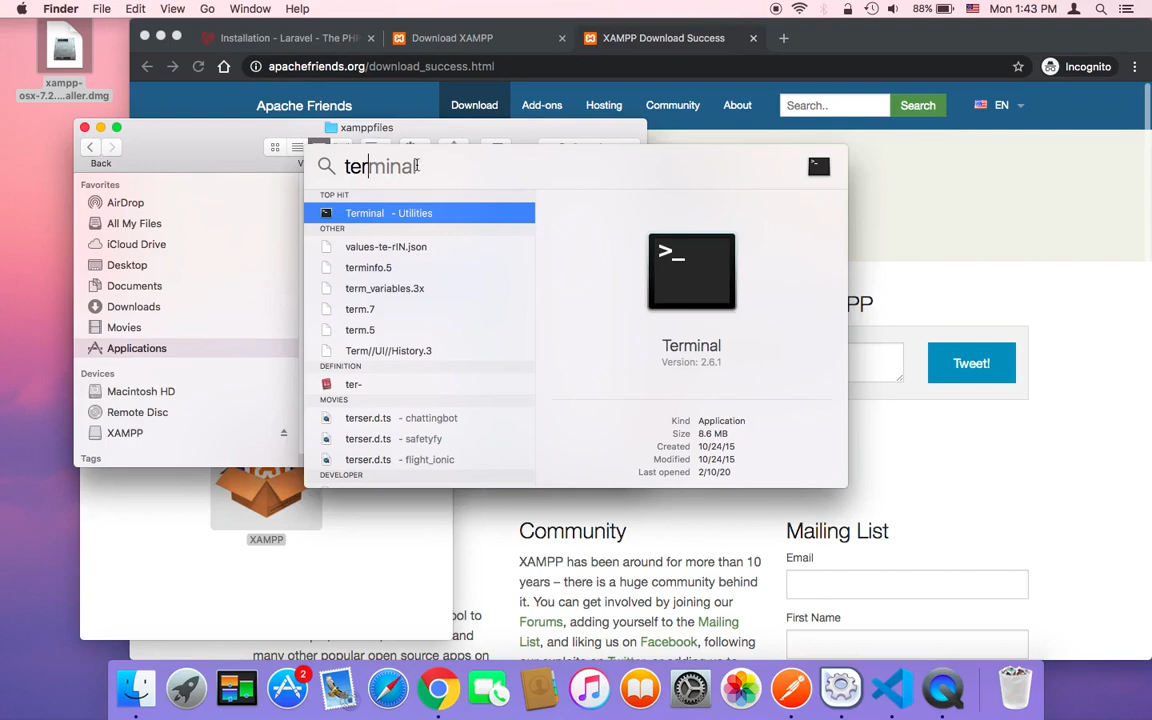 Finder File Edit View Go Window Help
88% Mon 1:43 PM
xampp-
osx-7.2....aller.dmg
Installation - Laravel - The PHP
Download XAMPP
XAMPP Download Success
apachefriends.org/download_success.html
Incognito
Apache Friends
Download
Add-ons
Hosting
Community
About
Search..
Search
EN
xamppfiles
Back
Favorites
AirDrop
All My Files
iCloud Drive
Desktop
Documents
Downloads
Movies
Applications
Devices
Macintosh HD
Remote Disc
XAMPP
Tags
terminal
TOP HIT
Terminal - Utilities
OTHER
values-te-rIN.json
terminfo.5
term_variables.3x
term.7
term.5
Term//UI//History.3
DEFINITION
ter-
MOVIES
terser.d.ts - chattingbot
terser.d.ts - safetyfy
terser.d.ts - flight_ionic
DEVELOPER
>_
Terminal
Version: 2.6.1
Kind Application
Size 8.6 MB
Created 10/24/15
Modified 10/24/15
Last opened 2/10/20
PP
Tweet!
XAMPP
ool to
and
many other popular open source apps on
Community
XAMPP has been around for more than 10
years – there is a huge community behind
it. You can get involved by joining our
Forums, adding yourself to the Mailing
List, and liking us on Facebook, following
Mailing List
Email
First Name
2